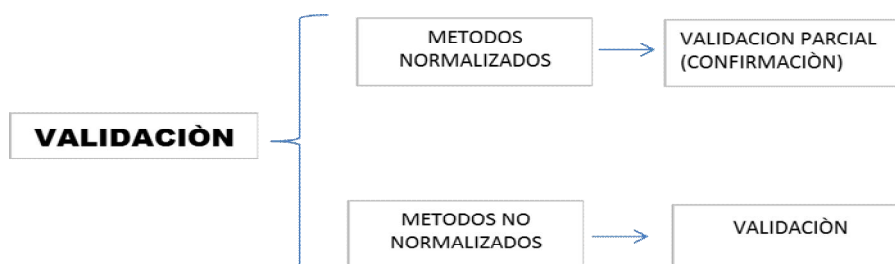 METODOS
NORMALIZADOS
VALIDACION PARCIAL
(CONFIRMACIÒN)
VALIDACIÒN
METODOS NO
NORMALIZADOS
VALIDACIÒN